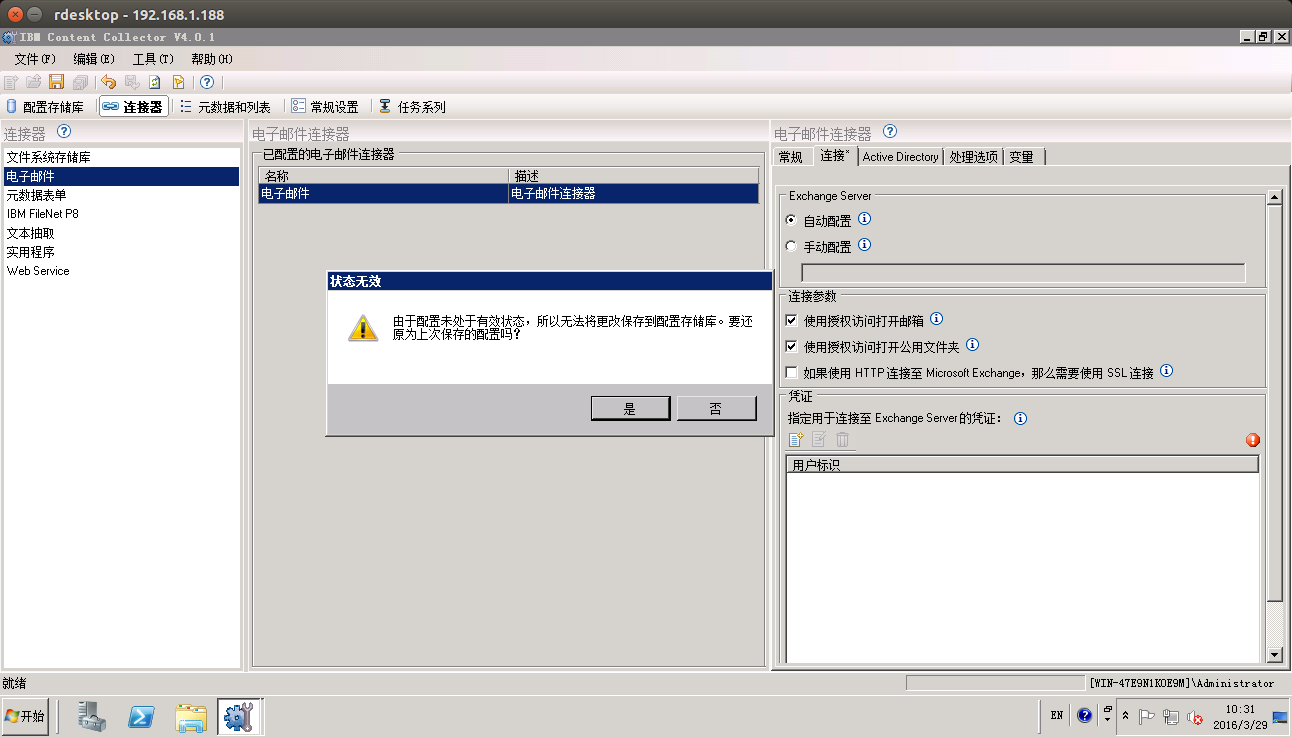 rdesktop - 192.168.1.188
IBM Content Collector V4.0.1
文件(F) 编辑(E) 工具(T) 帮助(H)
配置存储库 连接器 元数据和列表 常规设置 任务系列
连接器
文件系统存储库
电子邮件
元数据表单
IBM FileNet P8
文本抽取
实用程序
Web Service
电子邮件连接器
已配置的电子邮件连接器
名称 描述
电子邮件 电子邮件连接器
状态无效
由于配置未处于有效状态，所以无法将更改保存到配置存储库。要还
原为上次保存的配置吗？
是 否
电子邮件连接器
常规 连接* Active Directory 处理选项 变量
Exchange Server
自动配置
手动配置
连接参数
使用授权访问打开邮箱
使用授权访问打开公用文件夹
如果使用 HTTP 连接至 Microsoft Exchange，那么需要使用 SSL 连接
凭证
指定用于连接至 Exchange Server 的凭证：
用户标识
就绪
[WIN-47E9N1KOE9M]\Administrator
开始
EN
10:31
2016/3/29